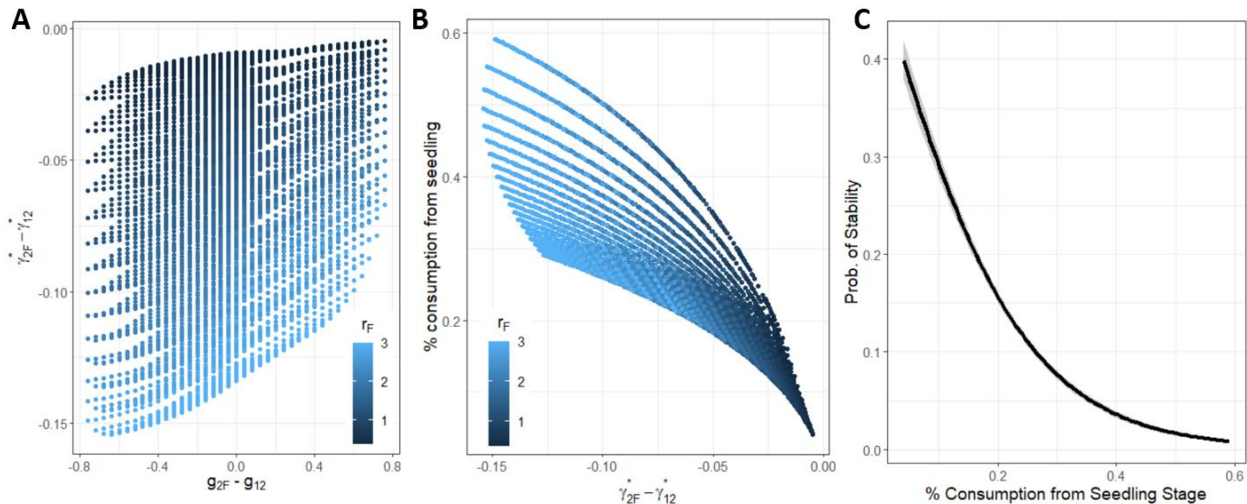 A
-0.05
-0.10
-0.15
γ*2F − γ*12
-0.8
-0.4
0.0
0.4
0.8
g2F - g12
rF
3
2
1
B
0.6
0.4
0.2
% consumption from seedling
-0.15
-0.10
-0.05
0.00
γ*2F − γ*12
rF
3
2
1
C
0.4
0.3
0.2
0.1
0.0
Prob. of Stability
0.2
0.4
0.6
% Consumption from Seedling Stage